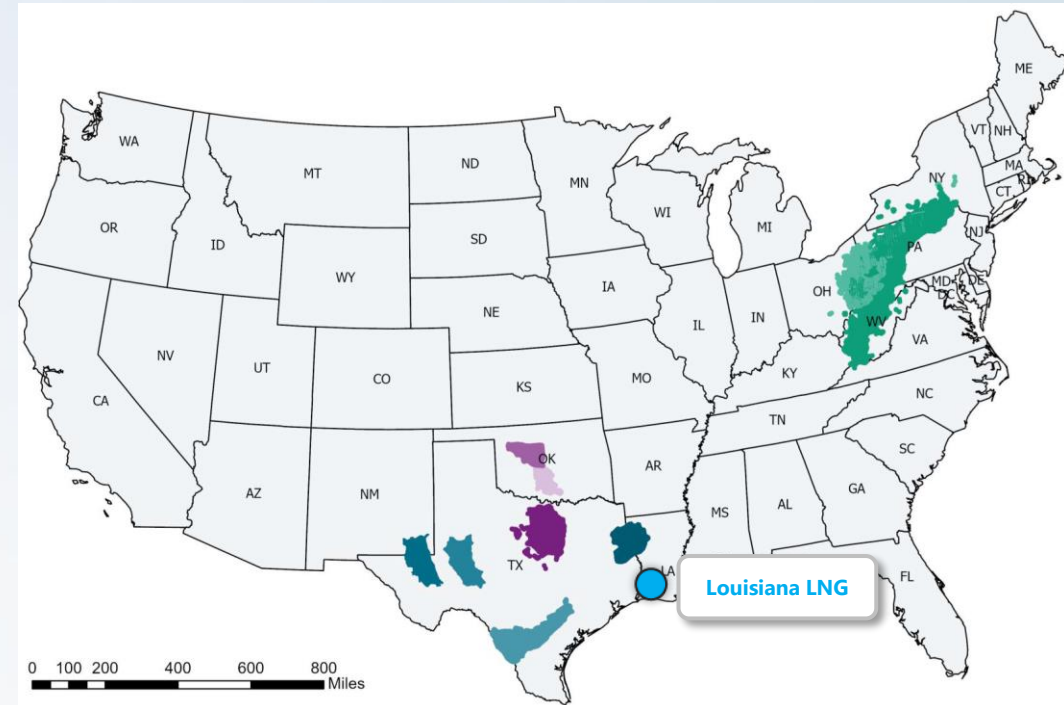 ME
WA
VT
NH
MT
ND
MN
MA
NY
RI
CT
OR
ID
WI
MI
SD
WY
PA
NJ
IA
OH
MD
DE
DC
NE
IL
IN
WV
NV
UT
VA
CO
KS
MO
KY
CA
NC
TN
OK
AZ
NM
AR
SC
MS
AL
GA
TX
LA
FL
Louisiana LNG
0 100 200 400 600 800
Miles